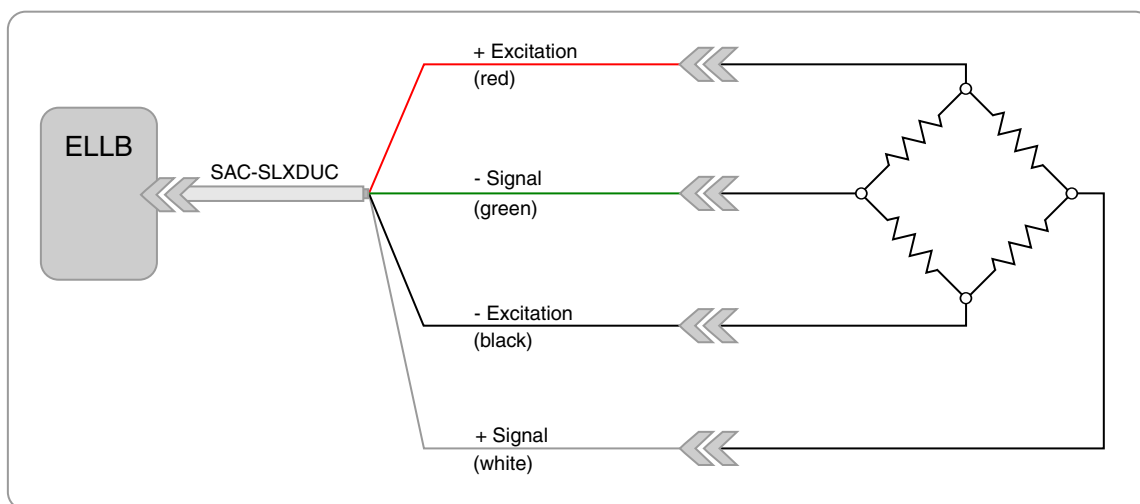 + Excitation
(red)
ELLB
SAC-SLXDUC
- Signal
(green)
- Excitation
(black)
+ Signal
(white)